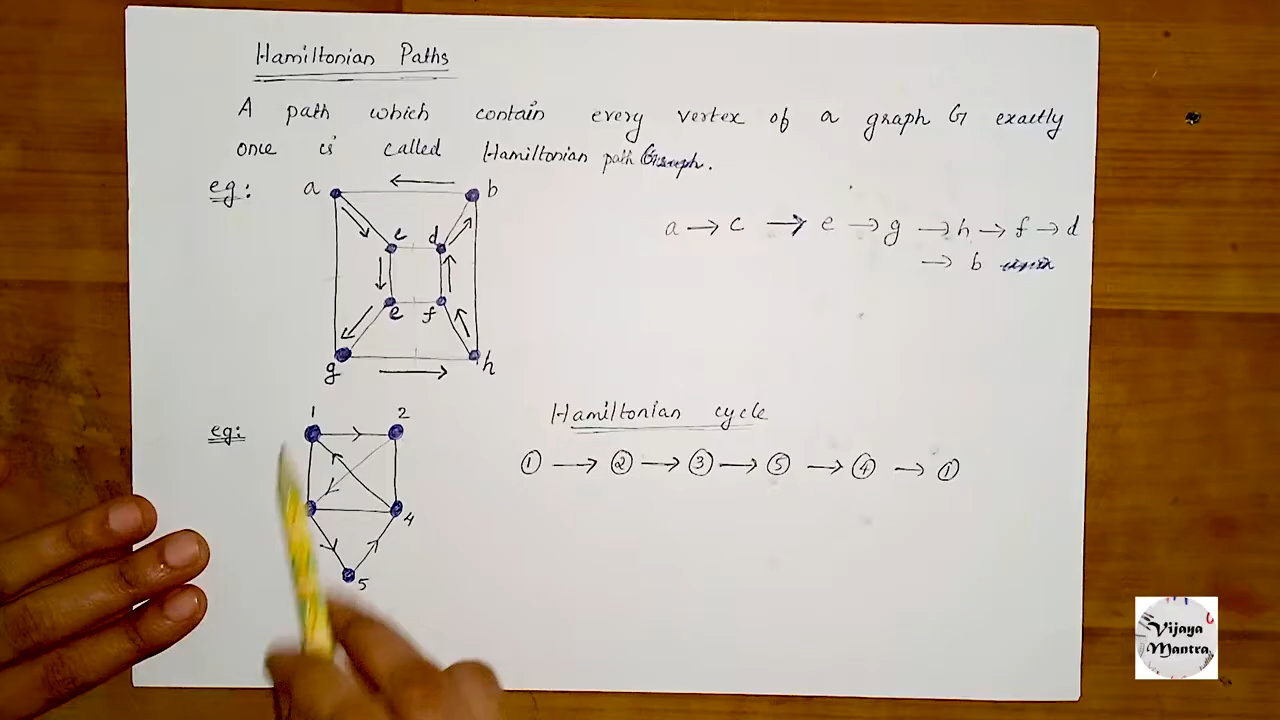 Hamiltonian Paths
A path which contain every vertex of a graph G exactly
once is called Hamiltonian path Graph.
eg:
a
b
c
d
e
f
g
h
a → c → e → g → h → f → d
→ b
eg:
1
2
4
5
Hamiltonian cycle
① → ② → ③ → ⑤ → ④ → ①
Vijaya
Mantra